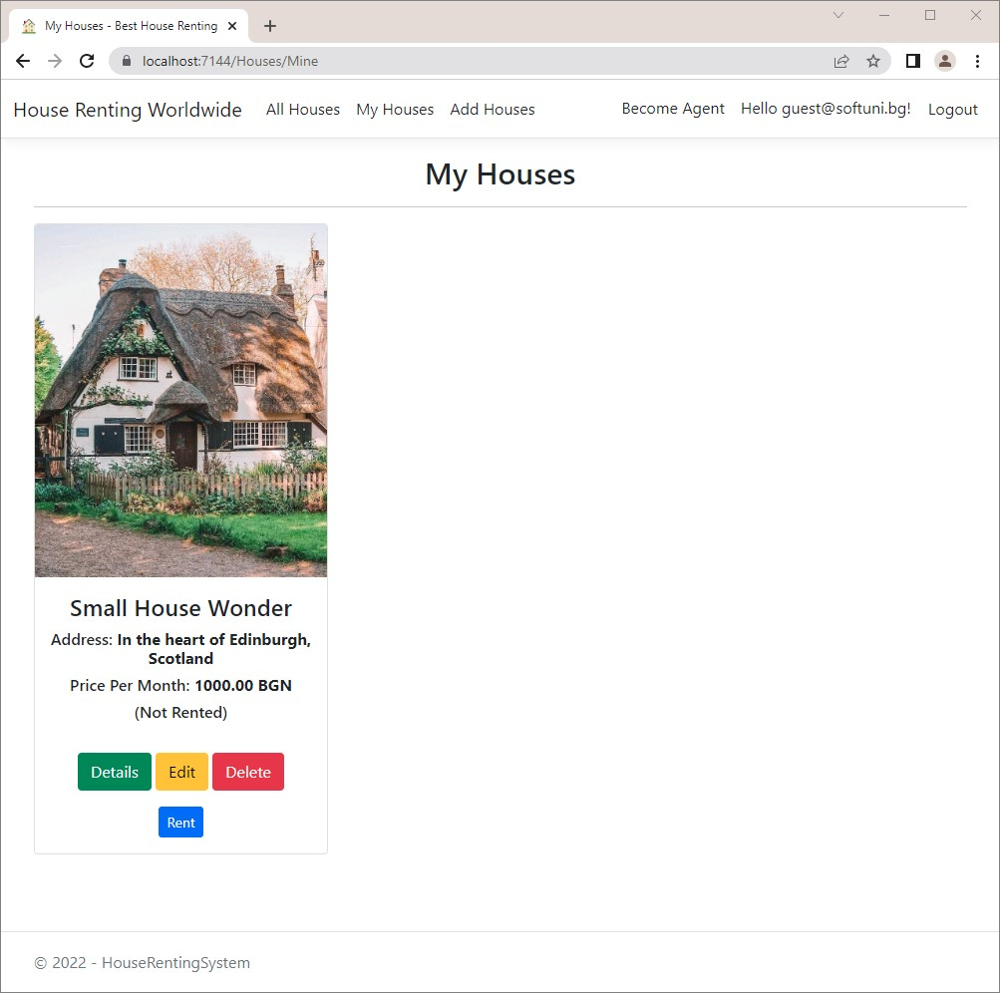 My Houses - Best House Renting
localhost:7144/Houses/Mine
House Renting Worldwide All Houses My Houses Add Houses Become Agent Hello guest@softuni.bg! Logout
My Houses
Small House Wonder
Address: In the heart of Edinburgh,
Scotland
Price Per Month: 1000.00 BGN
(Not Rented)
Details Edit Delete
Rent
© 2022 - HouseRentingSystem